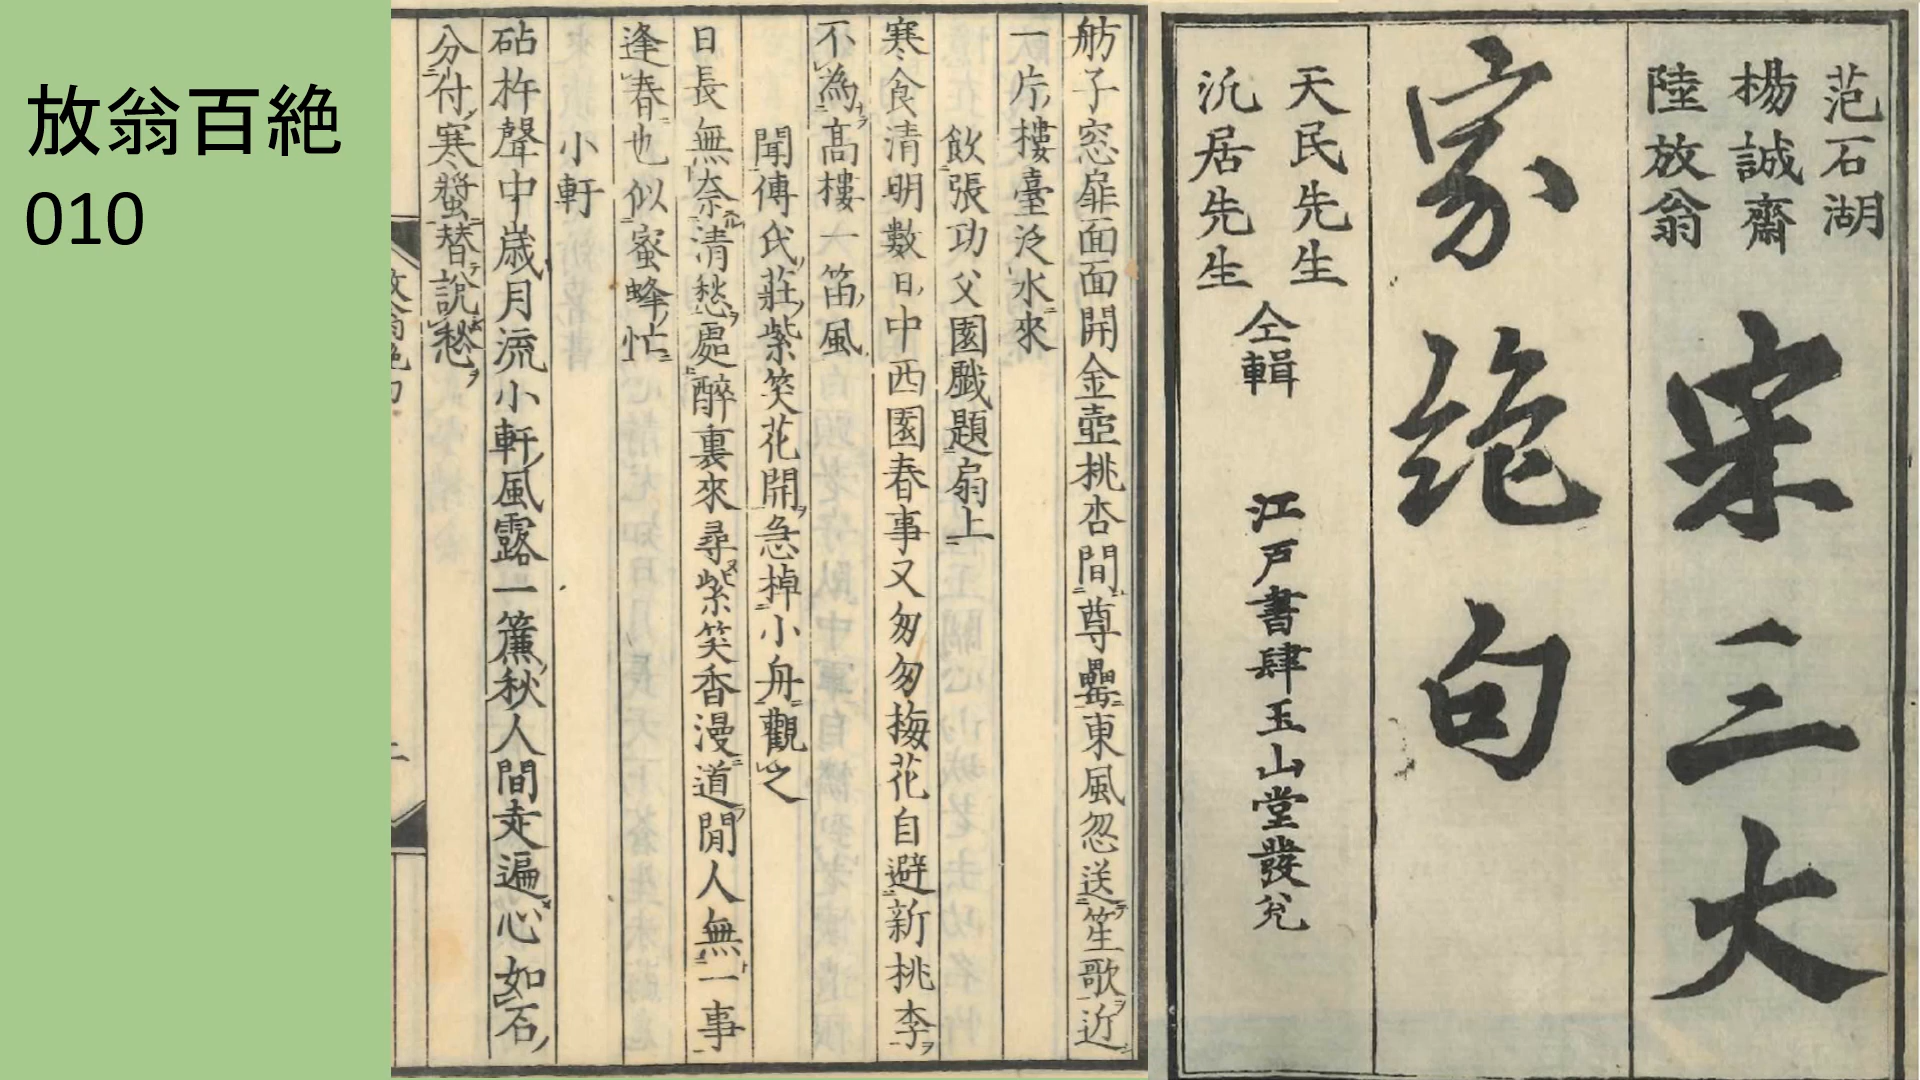 放翁百絶
010
范石湖
楊誠齋
陸放翁
宋三大
家絶句
天民先生
沉居先生
仝輯
江戸書肆玉山堂發兌
舫子窓扉面面開金壺桃杏間尊罍東風忽送笙歌近
一片樓臺泛水來
飲張功父園戲題扇上
寒食清明數日中西園春事又匆匆梅花自避新桃李
不為高樓一笛風
聞傅氏莊紫笑花開急棹小舟觀之
日長無奈清愁處醉裏來尋紫笑香漫道閒人無一事
逢春也似蜜蜂忙
小軒
砧杵聲中歳月流小軒風露一簾秋人間走遍心如石
分付寒螿替說愁